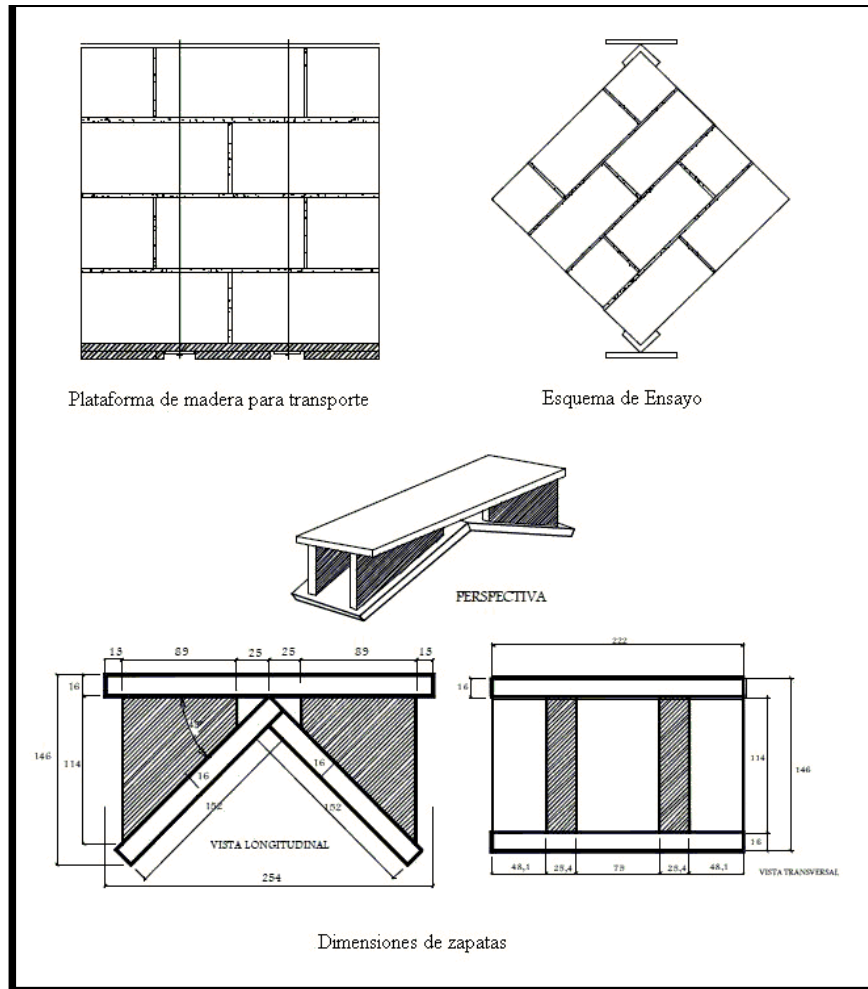 Plataforma de madera para transporte
Esquema de Ensayo
PERSPECTIVA
15 89 25 25 89 15
222
16
16
45°
146
114
16
16
152
152
114
146
VISTA LONGITUDINAL
16
254
48,1 25,4 75 25,4 48,1
VISTA TRANSVERSAL
Dimensiones de zapatas